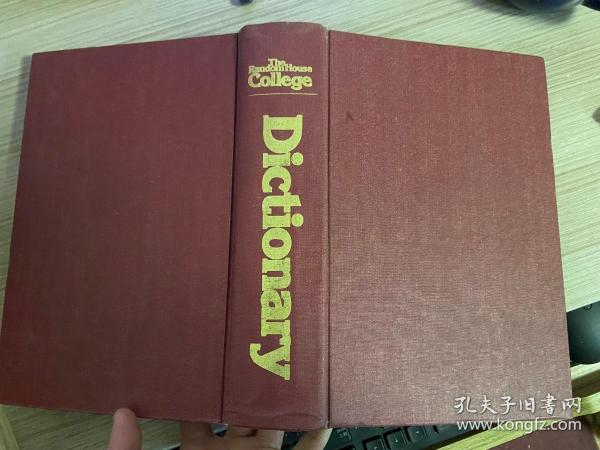 The
Random House
College
Dictionary
孔夫子旧书网
www.kongfz.com